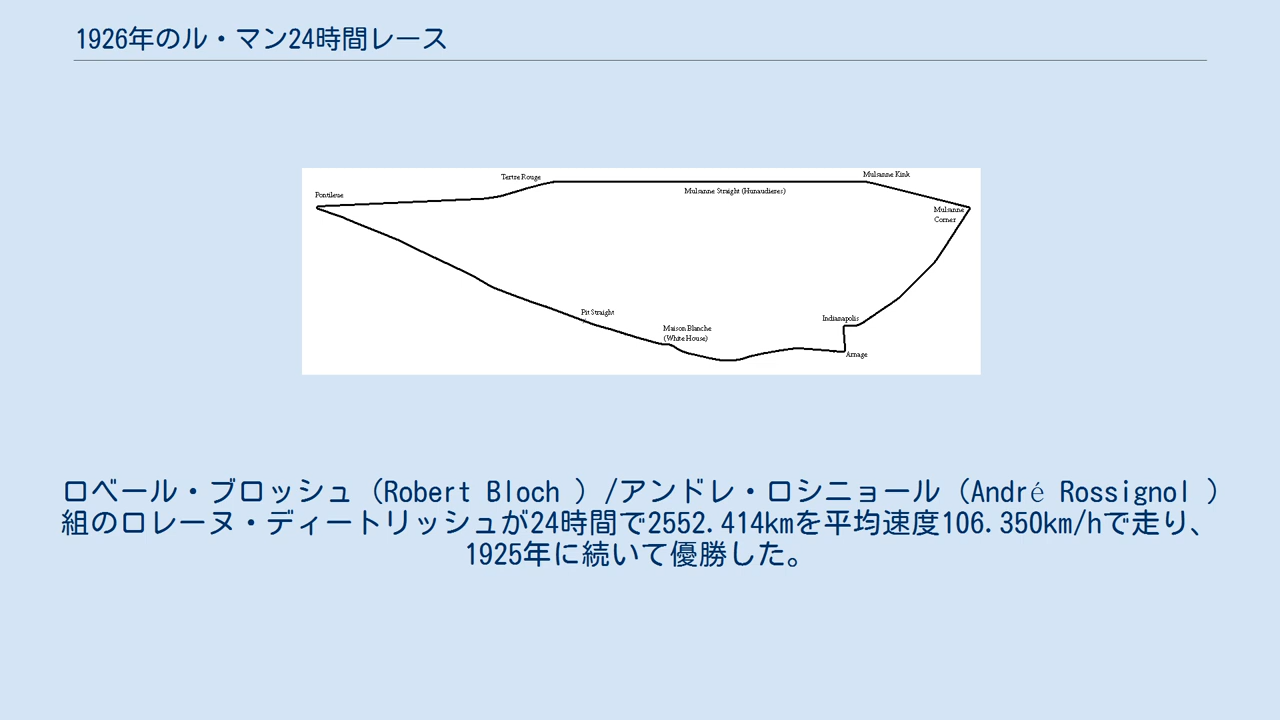 1926年のル・マン24時間レース
Tertre Rouge
Mulsanne Kink
Pontlieue
Mulsanne Straight (Hunaudieres)
Mulsanne
Corner
Pit Straight
Indianapolis
Maison Blanche
(White House)
Arnage
ロベール・ブロッシュ（Robert Bloch ）/アンドレ・ロシニョール（André Rossignol ）
組のロレーヌ・ディートリッシュが24時間で2552.414kmを平均速度106.350km/hで走り、
1925年に続いて優勝した。